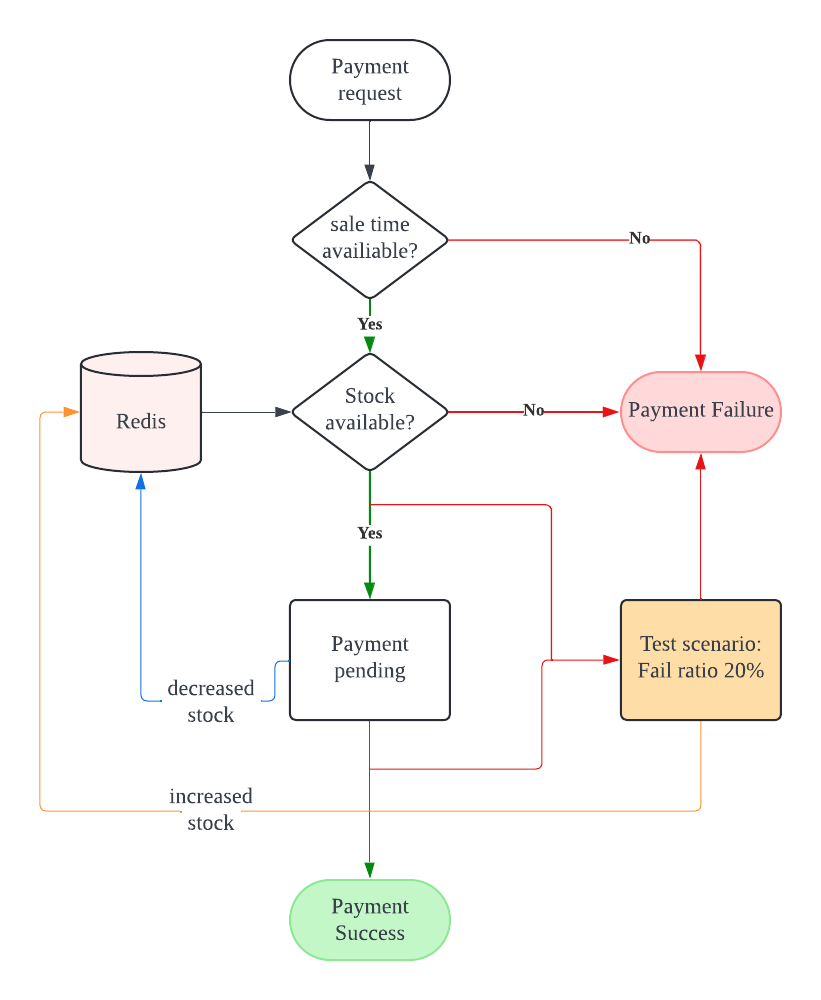 Payment
request
sale time
availiable?
No
Yes
Redis
Stock
available?
No
Payment Failure
Yes
Payment
pending
Test scenario:
Fail ratio 20%
decreased
stock
increased
stock
Payment
Success